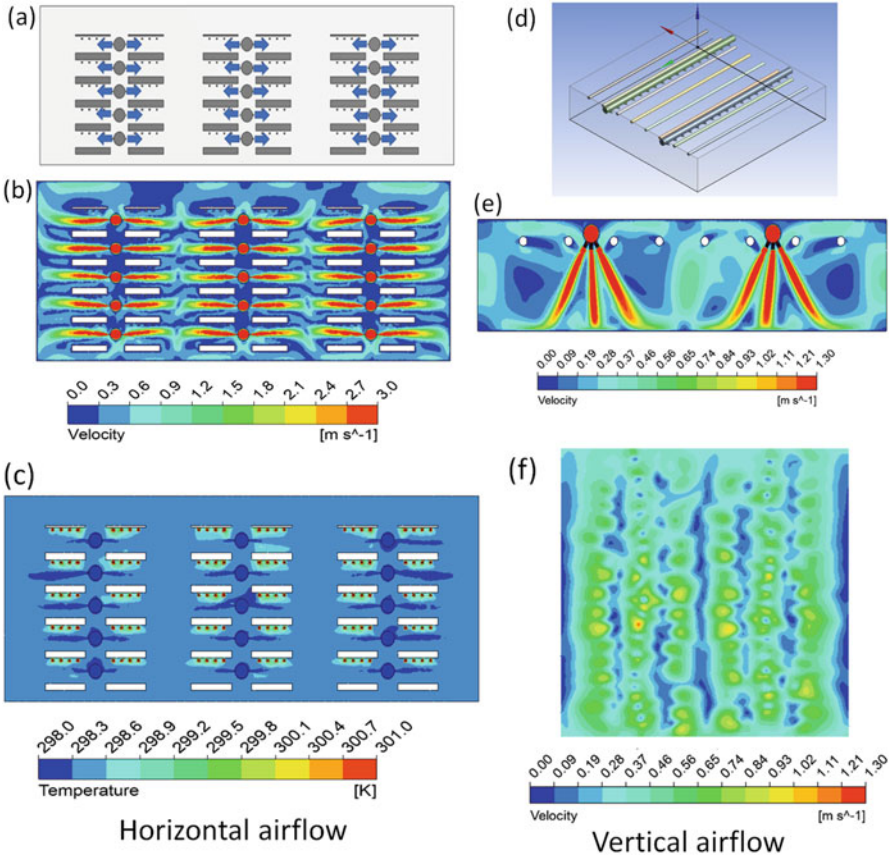 (a)
(b)
0.0 0.3 0.6 0.9 1.2 1.5 1.8 2.1 2.4 2.7 3.0
Velocity [m s^-1]
(c)
298.0 298.3 298.6 298.9 299.2 299.5 299.8 300.1 300.4 300.7 301.0
Temperature [K]
Horizontal airflow
(d)
(e)
0.00 0.09 0.19 0.28 0.37 0.46 0.56 0.65 0.74 0.84 0.93 1.02 1.11 1.21 1.30
Velocity [m s^-1]
(f)
0.00 0.09 0.19 0.28 0.37 0.46 0.56 0.65 0.74 0.84 0.93 1.02 1.11 1.21 1.30
Velocity [m s^-1]
Vertical airflow